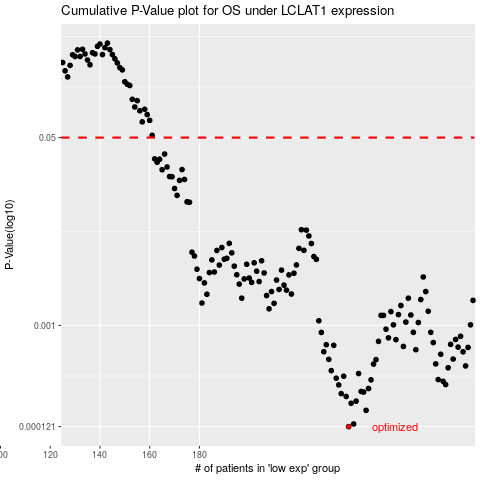 Cumulative P-Value plot for OS under LCLAT1 expression
P-Value(log10)
0.05
0.001
0.000121
optimized
00 120 140 160 180
# of patients in 'low exp' group